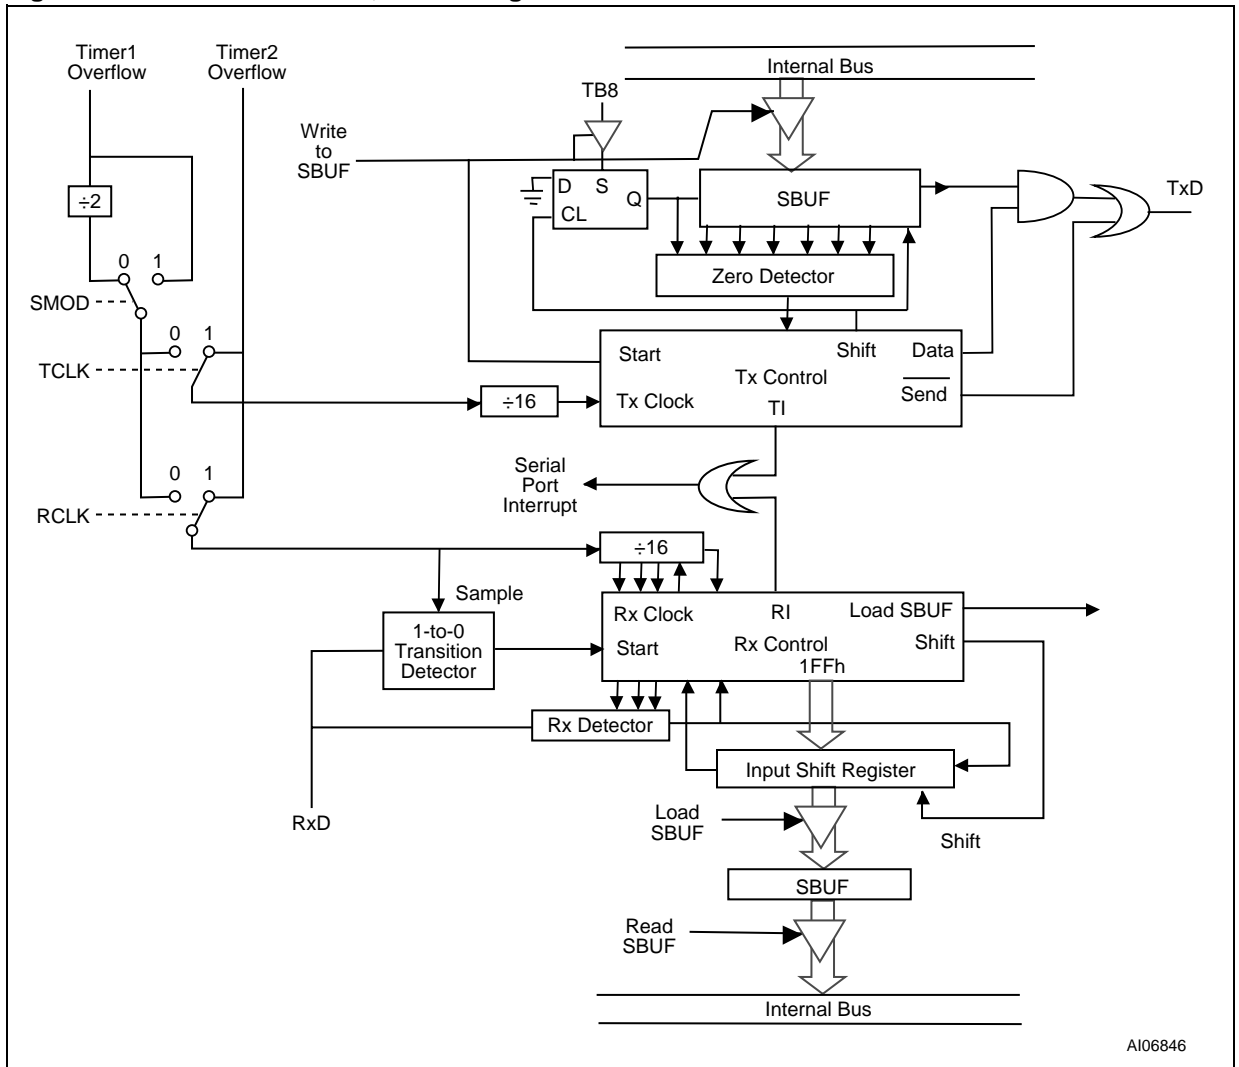 Timer1
Overflow
Timer2
Overflow
Internal Bus
TB8
Write
to
SBUF
÷2
D S
Q
CL
SBUF
TxD
0 1
Zero Detector
SMOD
0 1
Start
Shift
Data
TCLK
Tx Control
Send
÷16
Tx Clock
TI
Serial
Port
Interrupt
0 1
RCLK
÷16
Sample
Rx Clock
RI
Load SBUF
1-to-0
Transition
Detector
Start
Rx Control
Shift
1FFh
Rx Detector
Input Shift Register
RxD
Load
SBUF
Shift
SBUF
Read
SBUF
Internal Bus
AI06846